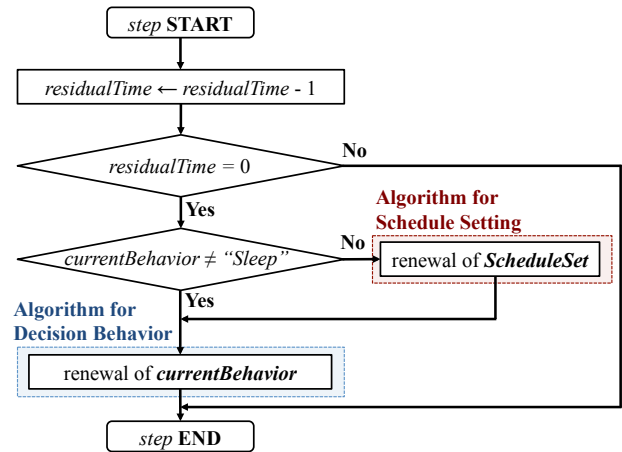 step START
residualTime ← residualTime - 1
residualTime = 0
No
Yes
Algorithm for
Schedule Setting
currentBehavior ≠ “Sleep”
No
renewal of ScheduleSet
Yes
Algorithm for
Decision Behavior
renewal of currentBehavior
step END